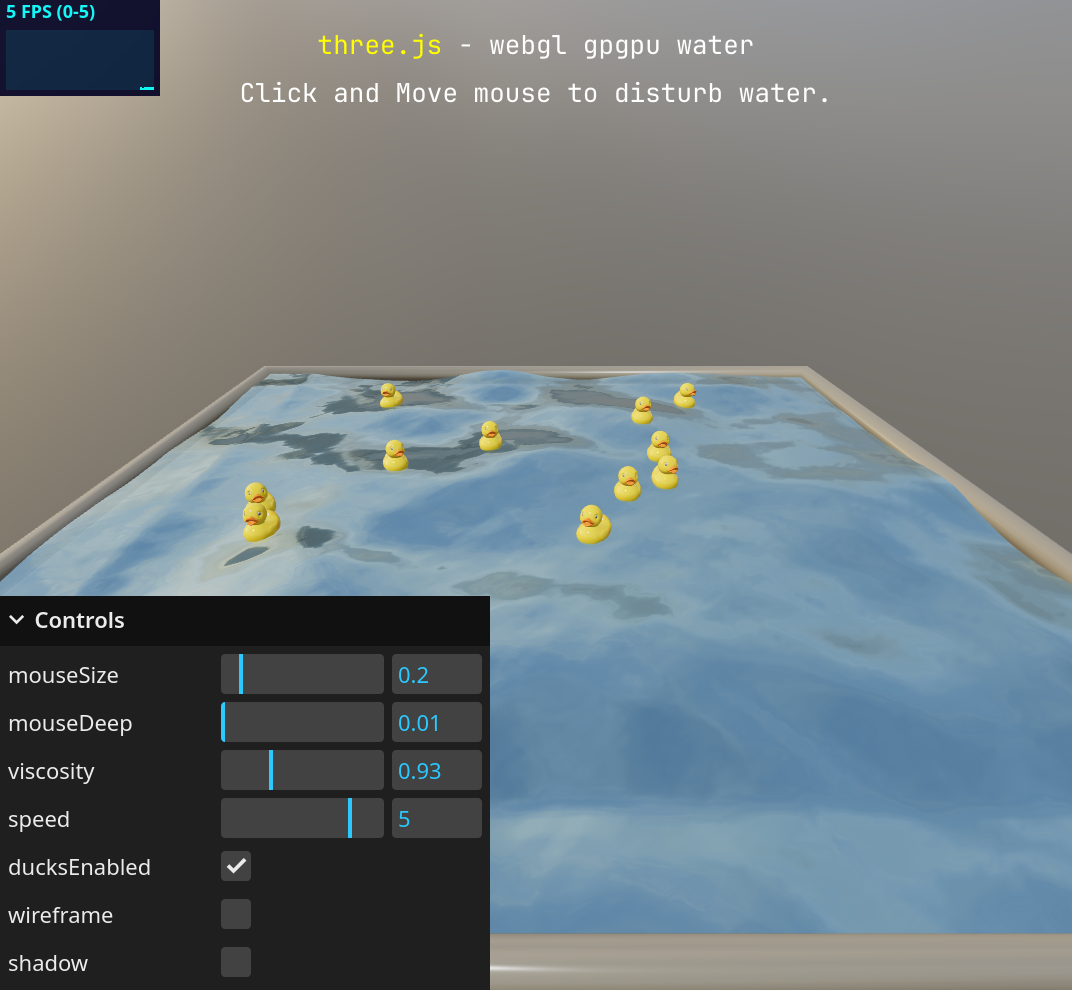 5 FPS (0-5)
three.js - webgl gpgpu water
Click and Move mouse to disturb water.
Controls
mouseSize 0.2
mouseDeep 0.01
viscosity 0.93
speed 5
ducksEnabled
wireframe
shadow